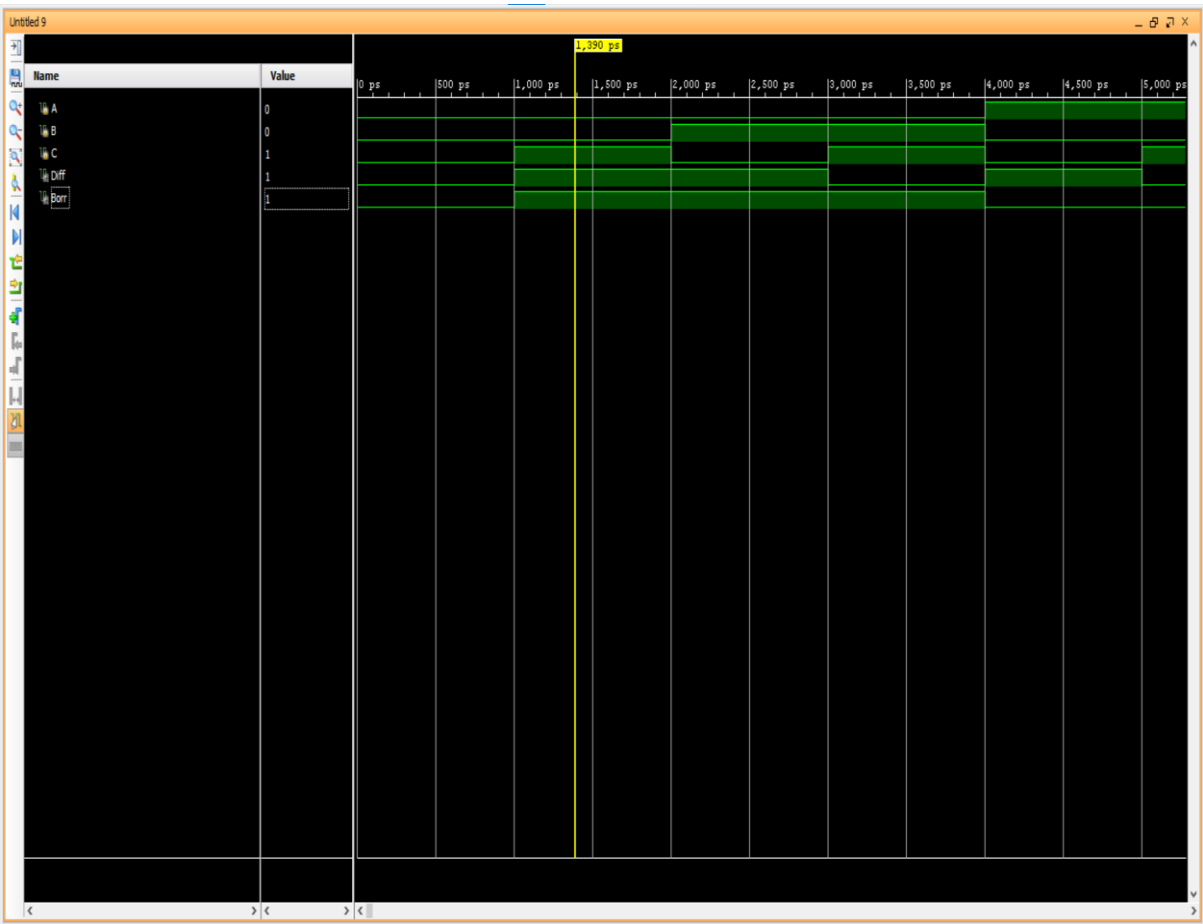 Untitled 9
1,390 ps
Name Value
0 ps 500 ps 1,000 ps 1,500 ps 2,000 ps 2,500 ps 3,000 ps 3,500 ps 4,000 ps 4,500 ps 5,000 ps
A 0
B 0
C 1
Diff 1
Borr 1